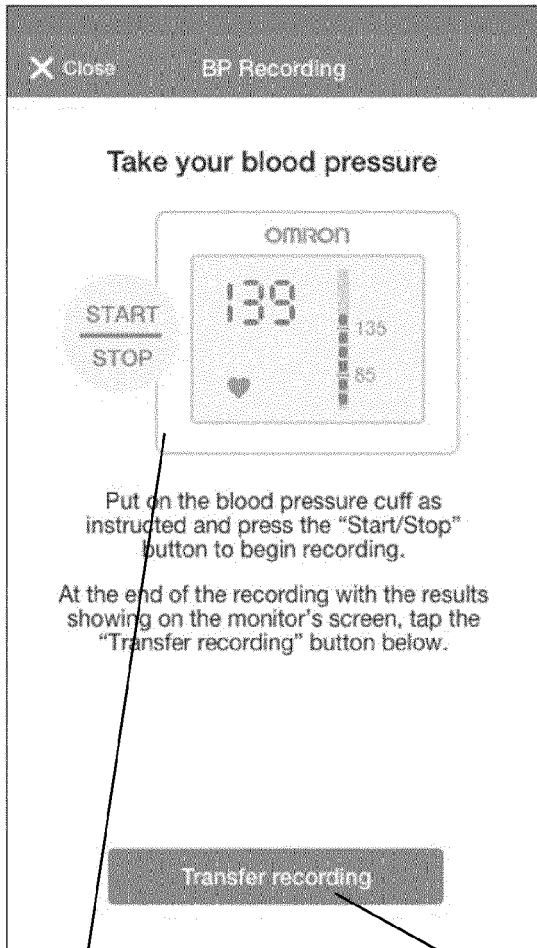 Close BP Recording
Take your blood pressure
OMRON
139
START
135
STOP
85
Put on the blood pressure cuff as
instructed and press the “Start/Stop”
button to begin recording.
At the end of the recording with the results
showing on the monitor's screen, tap the
“Transfer recording” button below.
Transfer recording